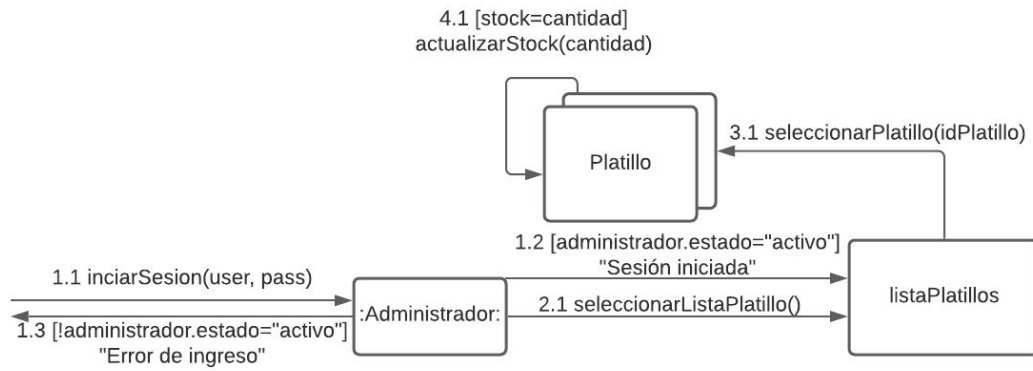 4.1 [stock=cantidad]
actualizarStock(cantidad)
3.1 seleccionarPlatillo(idPlatillo)
Platillo
1.2 [administrador.estado="activo"]
"Sesión iniciada"
1.1 inciarSesion(user, pass)
:Administrador:
2.1 seleccionarListaPlatillo()
listaPlatillos
1.3 [!administrador.estado="activo"]
"Error de ingreso"